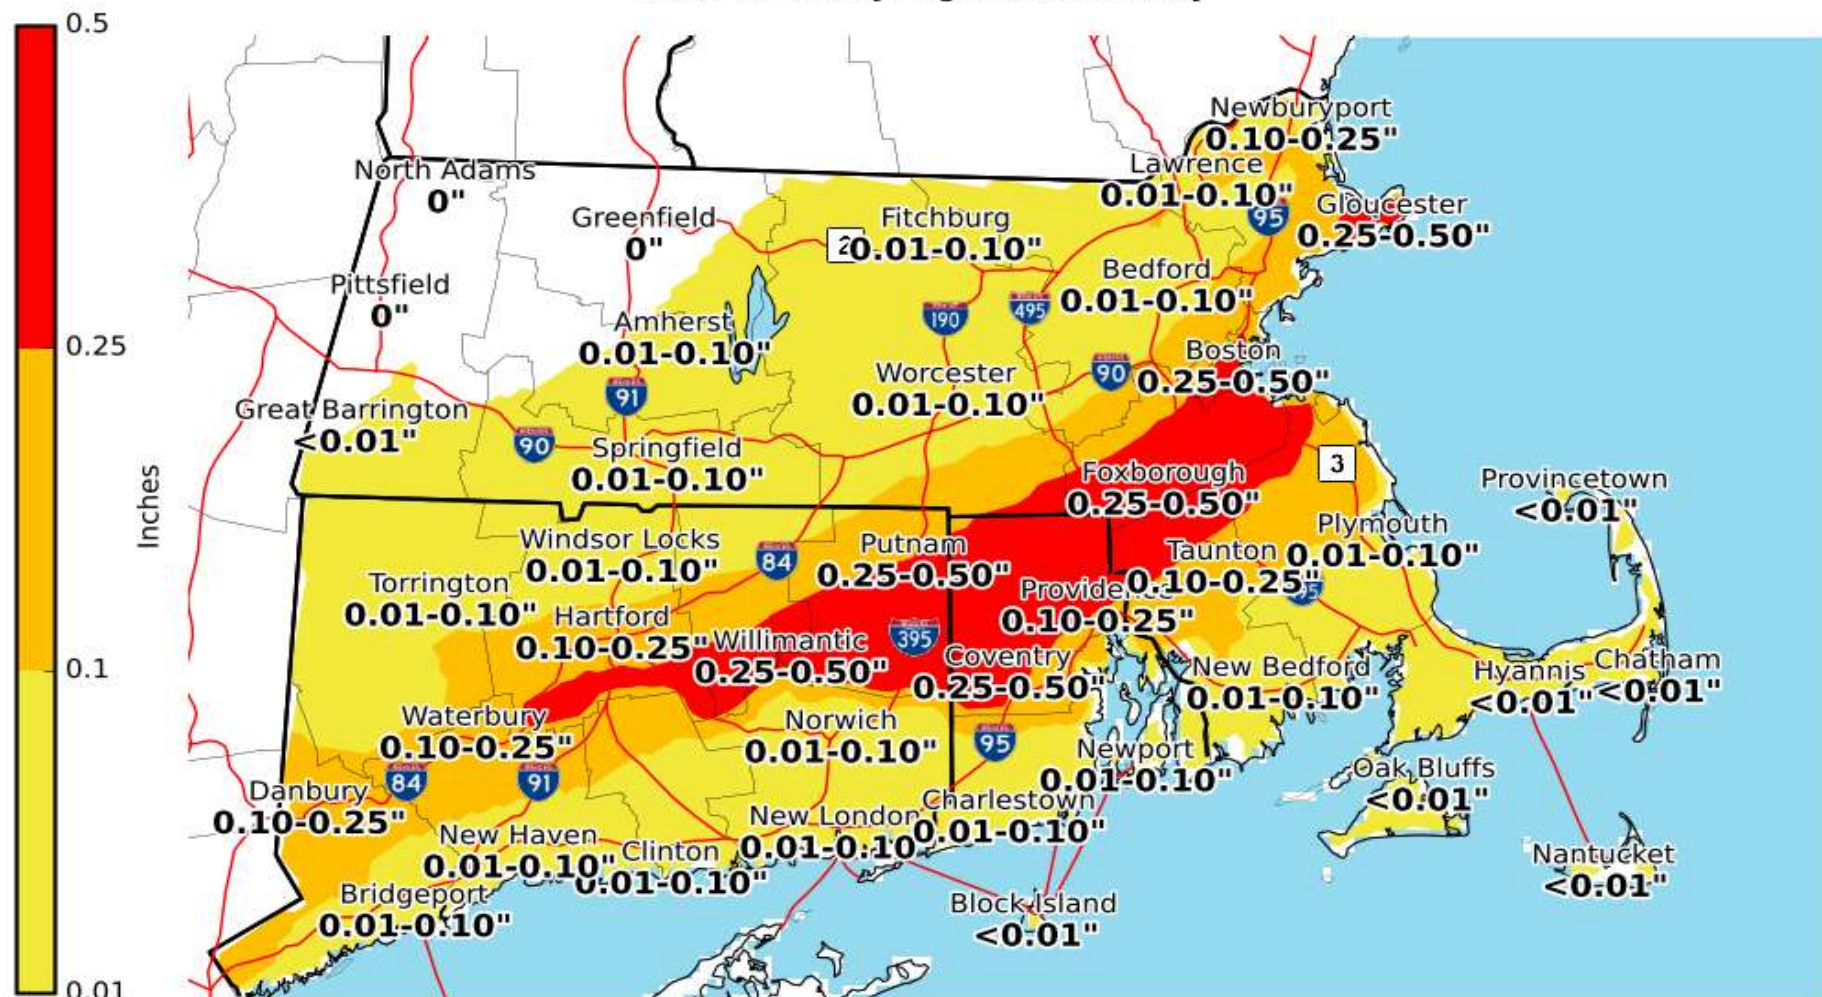 0.5
0.25
0.1
0.01
Inches
Newburyport
0.10-0.25"
North Adams
0"
Lawrence
0.01-0.10"
Greenfield
0"
Fitchburg
0.01-0.10"
2
95
Gloucester
0.25-0.50"
Pittsfield
0"
Bedford
0.01-0.10"
190
495
Amherst
0.01-0.10"
Boston
0.25-0.50"
Worcester
0.01-0.10"
90
91
Great Barrington
<0.01"
90
Springfield
0.01-0.10"
Foxborough
0.25-0.50"
3
Provincetown
<0.01"
Windsor Locks
0.01-0.10"
84
Putnam
0.25-0.50"
Taunton
0.10-0.25"
Plymouth
0.01-0.10"
Torrington
0.01-0.10"
Providence
0.10-0.25"
Hartford
0.10-0.25"
Willimantic
0.25-0.50"
395
Coventry
0.25-0.50"
New Bedford
0.01-0.10"
Hyannis
<0.01"
Chatham
<0.01"
Waterbury
0.10-0.25"
Norwich
0.01-0.10"
95
Newport
0.01-0.10"
84
91
Danbury
0.10-0.25"
Oak Bluffs
<0.01"
New Haven
0.01-0.10"
Clinton
0.01-0.10"
New London
0.01-0.10"
Charlestown
0.01-0.10"
Nantucket
<0.01"
Bridgeport
0.01-0.10"
Block Island
<0.01"